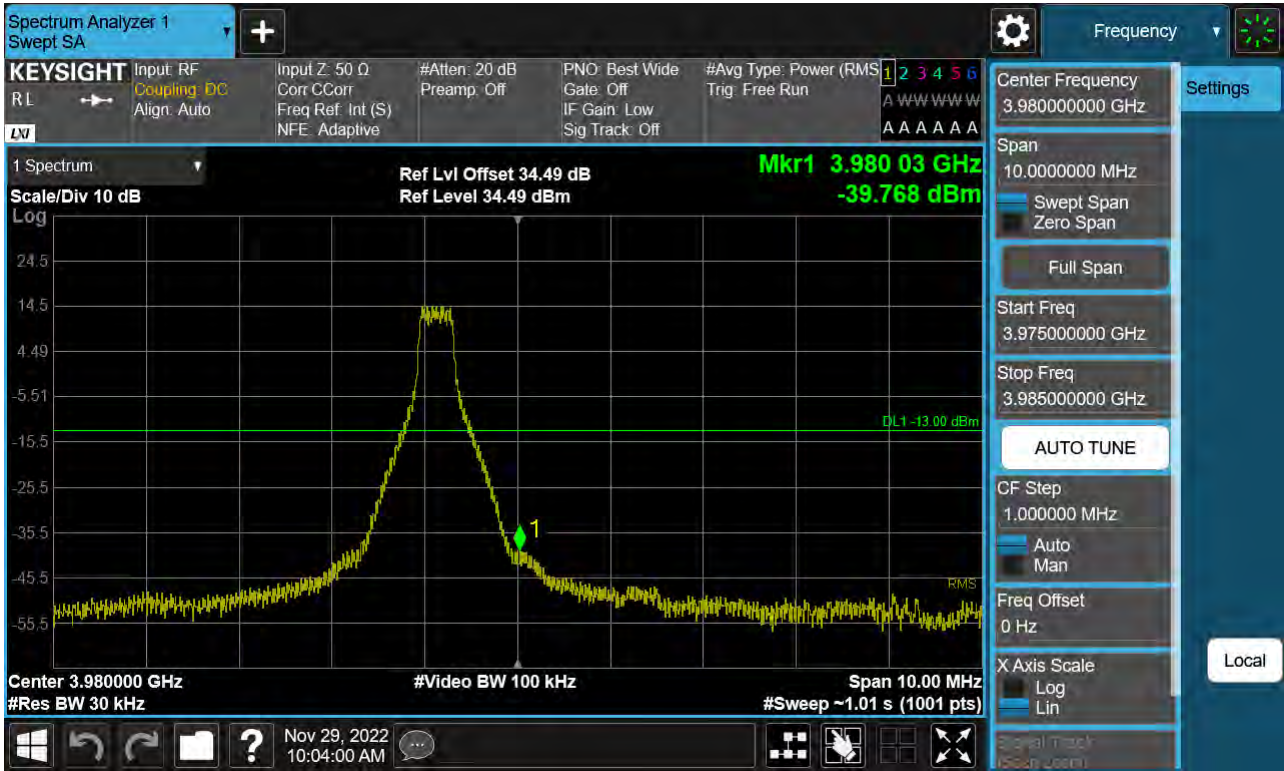 Spectrum Analyzer 1
Swept SA
+
Frequency
KEYSIGHT
RL
LXI
Input: RF
Coupling: DC
Align: Auto
Input Z: 50 Ω
Corr CCorr
Freq Ref: Int (S)
NFE: Adaptive
#Atten: 20 dB
Preamp: Off
PNO: Best Wide
Gate: Off
IF Gain: Low
Sig Track: Off
#Avg Type: Power (RMS
Trig: Free Run
1 2 3 4 5 6
A W W W W W
A A A A A A
Center Frequency
3.980000000 GHz
Settings
Span
10.0000000 MHz
Swept Span
Zero Span
Full Span
Start Freq
3.975000000 GHz
Stop Freq
3.985000000 GHz
AUTO TUNE
CF Step
1.000000 MHz
Auto
Man
Freq Offset
0 Hz
X Axis Scale
Log
Lin
Signal Track
(Span Zoom)
Local
1 Spectrum
Scale/Div 10 dB
Log
Ref Lvl Offset 34.49 dB
Ref Level 34.49 dBm
Mkr1 3.980 03 GHz
-39.768 dBm
24.5
14.5
4.49
-5.51
DL1 -13.00 dBm
-15.5
-25.5
-35.5
1
-45.5
RMS
-55.5
Center 3.980000 GHz
#Video BW 100 kHz
Span 10.00 MHz
#Res BW 30 kHz
#Sweep ~1.01 s (1001 pts)
?
Nov 29, 2022
10:04:00 AM